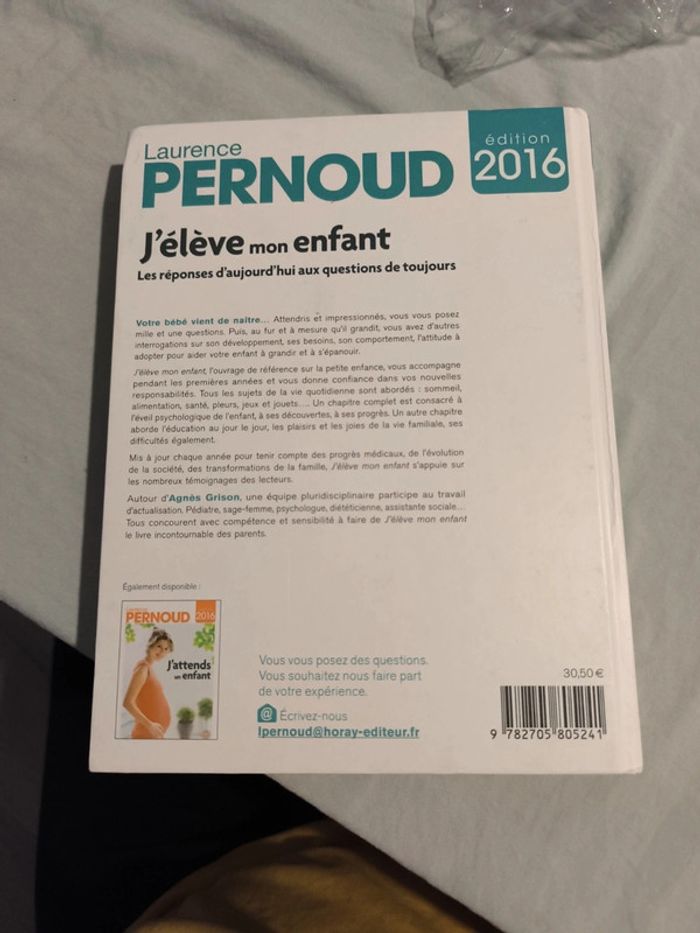 Laurence
PERNOUD
édition
2016
J'élève mon enfant
Les réponses d'aujourd'hui aux questions de toujours
Votre bébé vient de naître... Attendris et impressionnés, vous vous posez
mille et une questions. Puis, au fur et à mesure qu'il grandit, vous avez d'autres
interrogations sur son développement, ses besoins, son comportement, l'attitude à
adopter pour aider votre enfant à grandir et à s'épanouir.
J'élève mon enfant, l'ouvrage de référence sur la petite enfance, vous accompagne
pendant les premières années et vous donne confiance dans vos nouvelles
responsabilités. Tous les sujets de la vie quotidienne sont abordés : sommeil,
alimentation, santé, pleurs, jeux et jouets.... Un chapitre complet est consacré à
l'éveil psychologique de l'enfant, à ses découvertes, à ses progrès. Un autre chapitre
aborde l'éducation au jour le jour, les plaisirs et les joies de la vie familiale, ses
difficultés également.
Mis à jour chaque année pour tenir compte des progrès médicaux, de l'évolution
de la société, des transformations de la famille, J'élève mon enfant s'appuie sur
les nombreux témoignages des lecteurs.
Autour d'Agnès Grison, une équipe pluridisciplinaire participe au travail
d'actualisation. Pédiatre, sage-femme, psychologue, diététicienne, assistante sociale...
Tous concourent avec compétence et sensibilité à faire de J'élève mon enfant
le livre incontournable des parents.
Également disponible :
Laurence
PERNOUD
2016
J'attends
un enfant
Vous vous posez des questions.
Vous souhaitez nous faire part
de votre expérience.
@ Écrivez-nous
lpernoud@horay-editeur.fr
30,50 €
9 782705 805241